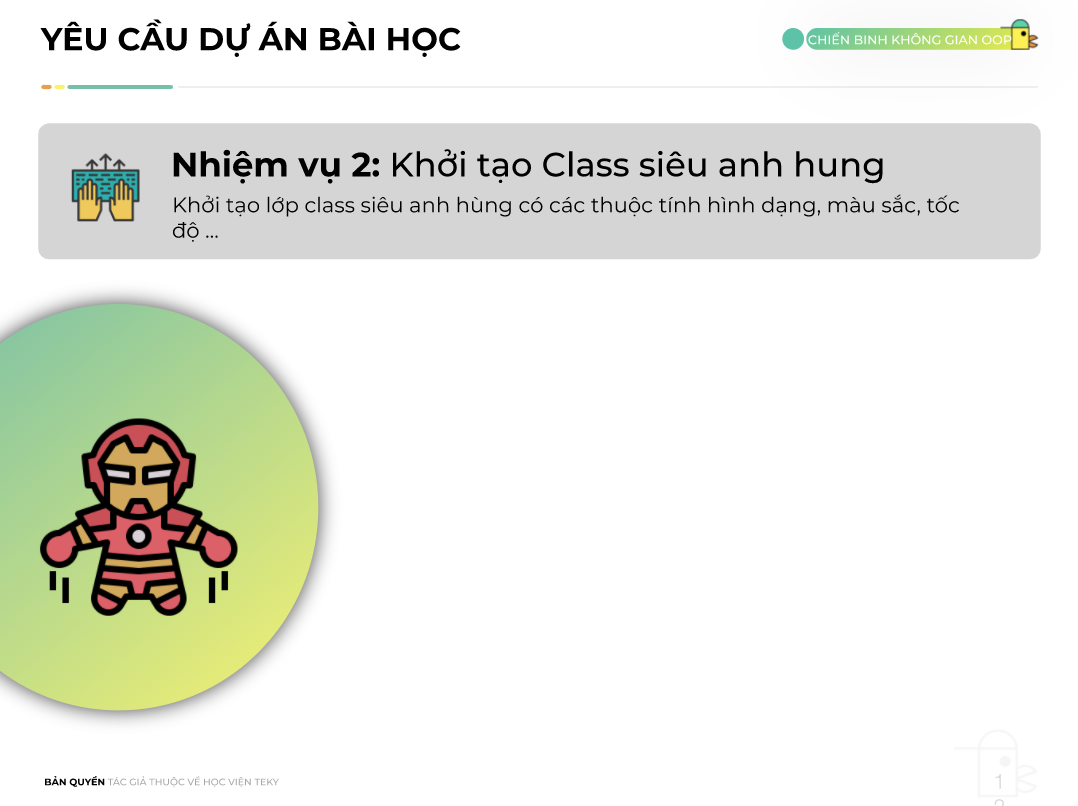 YÊU CẦU DỰ ÁN BÀI HỌC
CHIẾN BINH KHÔNG GIAN OOP
Nhiệm vụ 2: Khởi tạo Class siêu anh hung
Khởi tạo lớp class siêu anh hùng có các thuộc tính hình dạng, màu sắc, tốc
độ ...
BẢN QUYỀN TÁC GIẢ THUỘC VỀ HỌC VIỆN TEKY
1
2